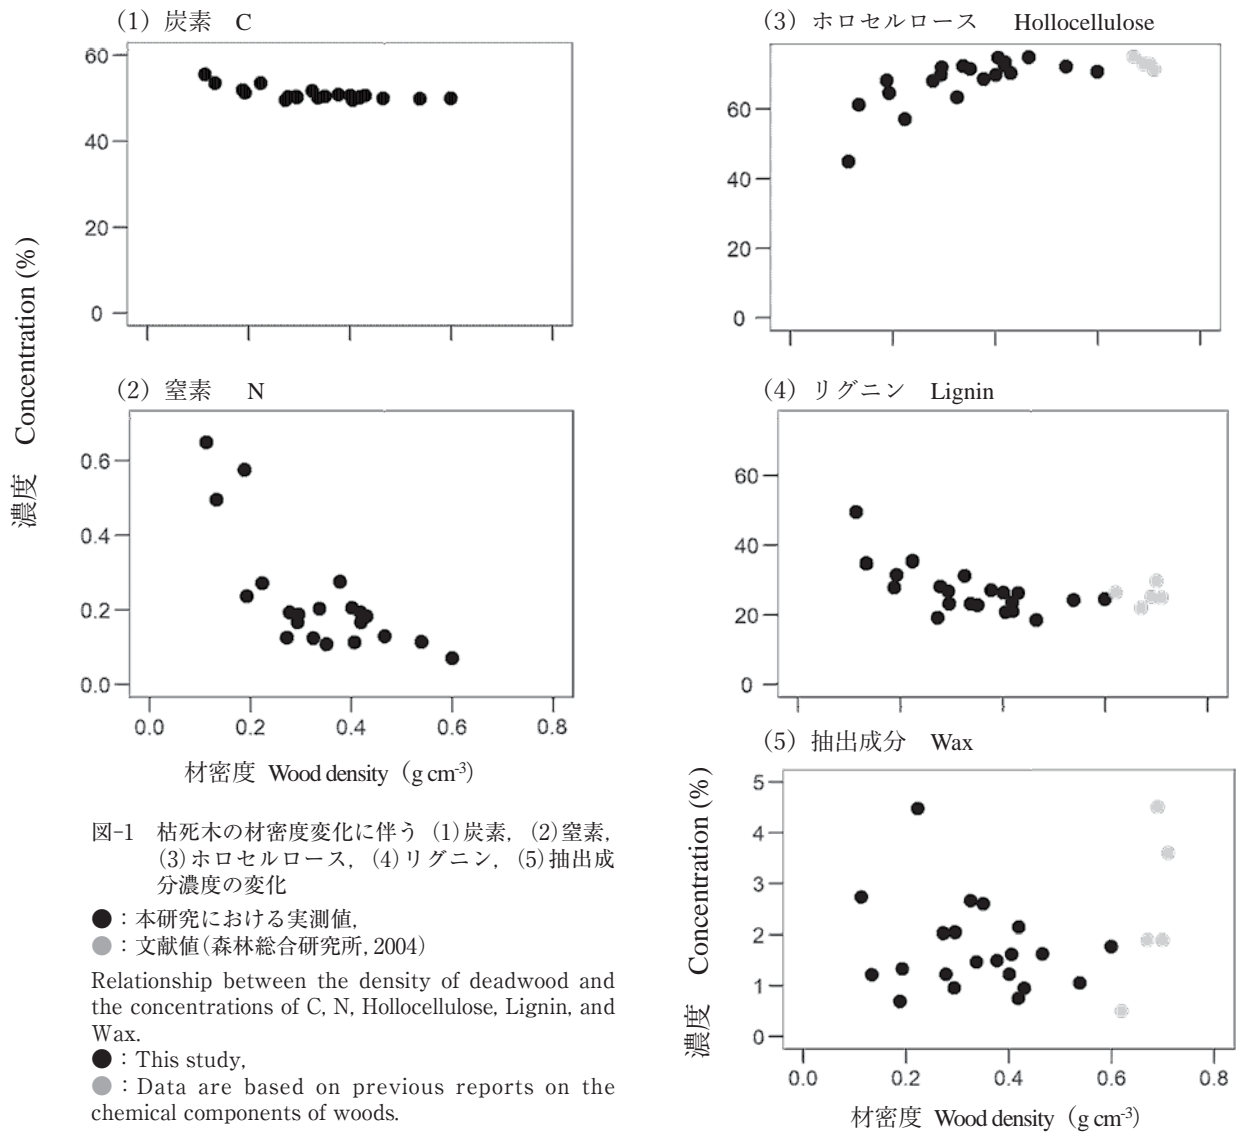 (1) 炭素 C
60
40
20
0
(2) 窒素 N
0.6
0.4
0.2
0.0
0.0 0.2 0.4 0.6 0.8
材密度 Wood density (g cm-3)
濃度 Concentration (%)
(3) ホロセルロース Hollocellulose
60
40
20
0
(4) リグニン Lignin
60
40
20
0
(5) 抽出成分 Wax
5
4
3
2
1
0
0.0 0.2 0.4 0.6 0.8
材密度 Wood density (g cm-3)
濃度 Concentration (%)
図-1 枯死木の材密度変化に伴う (1)炭素, (2)窒素,
(3)ホロセルロース, (4)リグニン, (5)抽出成
分濃度の変化
●:本研究における実測値,
●:文献値(森林総合研究所, 2004)
Relationship between the density of deadwood and
the concentrations of C, N, Hollocellulose, Lignin, and
Wax.
●:This study,
●:Data are based on previous reports on the
chemical components of woods.